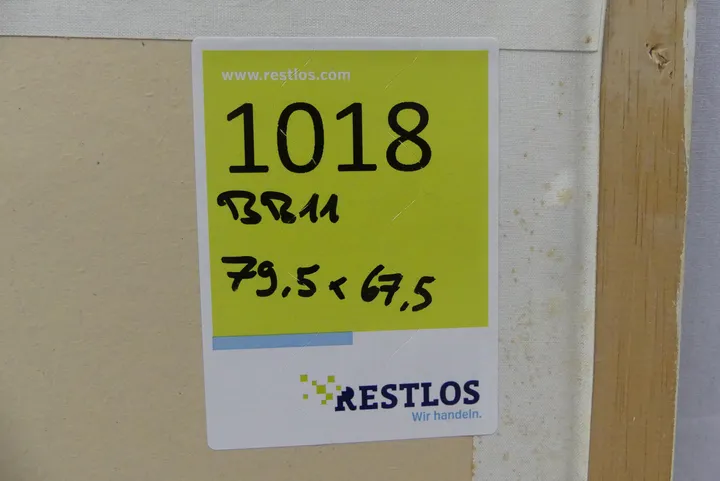 www.restlos.com
1018
BB11
79,5 x 67,5
RESTLOS
Wir handeln.